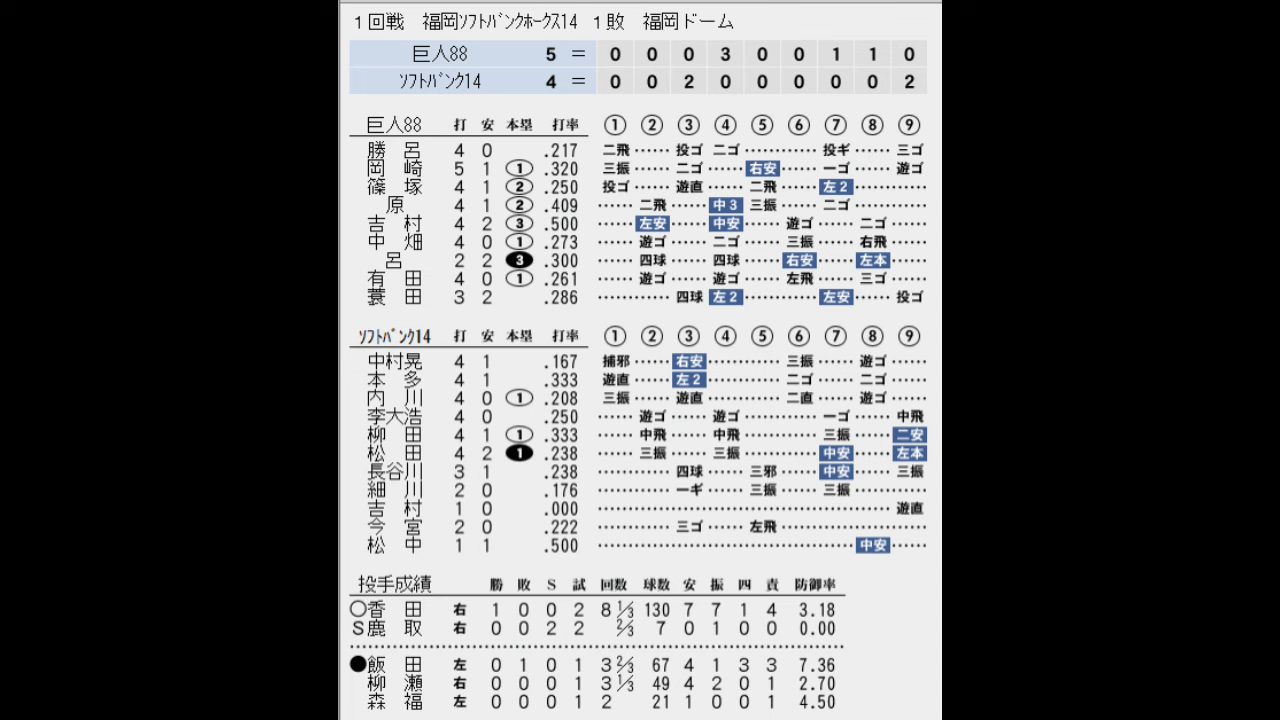 1回戦 福岡ソフトバンクホークス14 1敗 福岡ドーム
巨人88 5 = 0 0 0 3 0 0 1 1 0
ソフトバンク14 4 = 0 0 2 0 0 0 0 0 2
巨人88 打 安 本塁 打率 ① ② ③ ④ ⑤ ⑥ ⑦ ⑧ ⑨
勝呂 4 0 .217 二飛 …… 投ゴ 二ゴ ………… 投ギ …… 三ゴ
岡崎 5 1 ① .320 三振 …… 二ゴ …… 右安 …… 一ゴ …… 遊ゴ
篠塚 4 1 ② .250 投ゴ …… 遊直 …… 二飛 …… 左2 …………
原 4 1 ② .409 …… 二飛 …… 中3 三振 …… 二ゴ …………
吉村 4 2 ③ .500 …… 左安 …… 中安 …… 遊ゴ …… 二ゴ ……
中畑 4 0 ① .273 …… 遊ゴ …… 二ゴ …… 三振 …… 右飛 ……
呂 2 2 ❸ .300 …… 四球 …… 四球 …… 右安 …… 左本 ……
有田 4 0 ① .261 …… 遊ゴ …… 遊ゴ …… 左飛 …… 三ゴ ……
蓑田 3 2 .286 ………… 四球 左2 ………… 左安 …… 投ゴ
ソフトバンク14 打 安 本塁 打率 ① ② ③ ④ ⑤ ⑥ ⑦ ⑧ ⑨
中村晃 4 1 .167 捕邪 …… 右安 ………… 三振 …… 遊ゴ ……
本多 4 1 .333 遊直 …… 左2 ………… 二ゴ …… 二ゴ ……
内川 4 0 ① .208 三振 …… 遊直 ………… 二直 …… 遊ゴ ……
李大浩 4 0 .250 …… 遊ゴ …… 遊ゴ ………… 一ゴ …… 中飛
柳田 4 1 ① .333 …… 中飛 …… 中飛 ………… 三振 …… 二安
松田 4 2 ❶ .238 …… 三振 …… 三振 ………… 中安 …… 左本
長谷川 3 1 .238 ………… 四球 …… 三邪 …… 中安 …… 三振
細川 2 0 .176 ………… 一ギ …… 三振 …… 三振 …………
吉村 1 0 .000 ……………………………… 遊直
今宮 2 0 .222 ………… 三ゴ …… 左飛 ……………………
松中 1 1 .500 …………………………… 中安 ……
投手成績 勝 敗 S 試 回数 球数 安 振 四 責 防御率
○香田 右 1 0 0 2 8 1/3 130 7 7 1 4 3.18
S鹿取 右 0 0 2 2 2/3 7 0 1 0 0 0.00
●飯田 左 0 1 0 1 3 2/3 67 4 1 3 3 7.36
柳瀬 右 0 0 0 1 3 1/3 49 4 2 0 1 2.70
森福 左 0 0 0 1 2 21 1 0 0 1 4.50